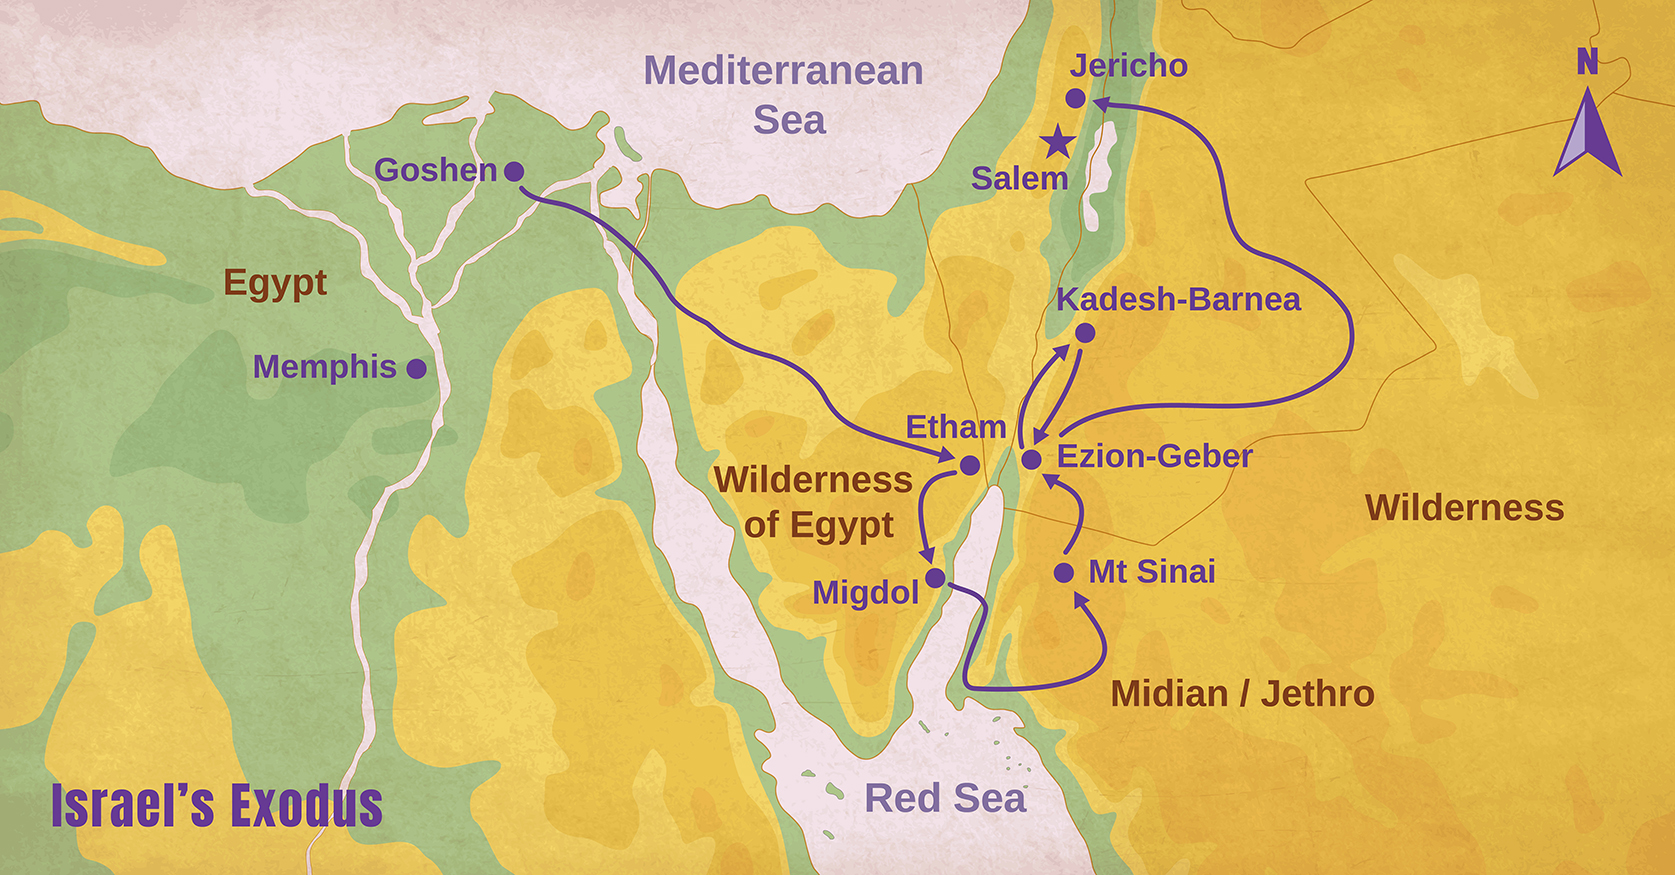 Mediterranean
Sea
Jericho
N
Goshen
Salem
Egypt
Kadesh-Barnea
Memphis
Etham
Ezion-Geber
Wilderness
of Egypt
Wilderness
Mt Sinai
Migdol
Midian / Jethro
Red Sea
Israel’s Exodus